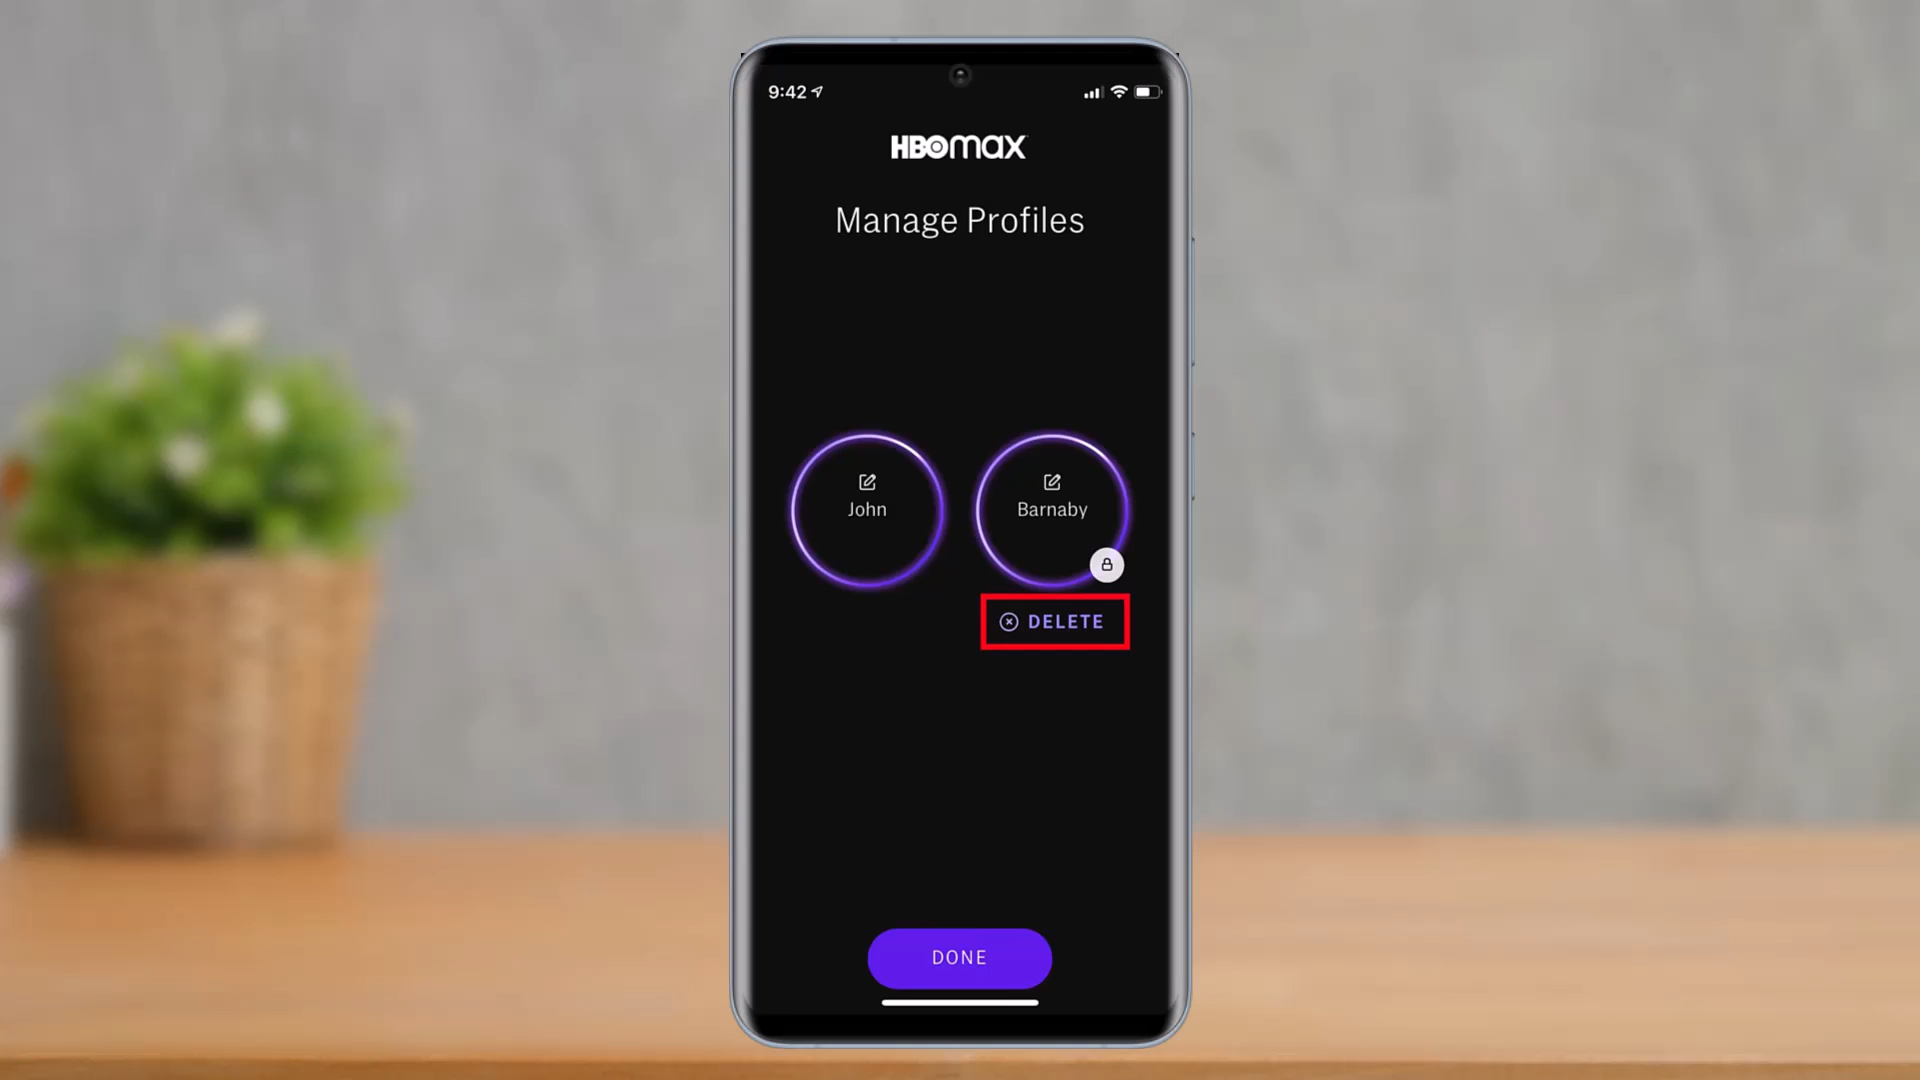 9:42
HBOMAX
Manage Profiles
John
Barnaby
DELETE
DONE